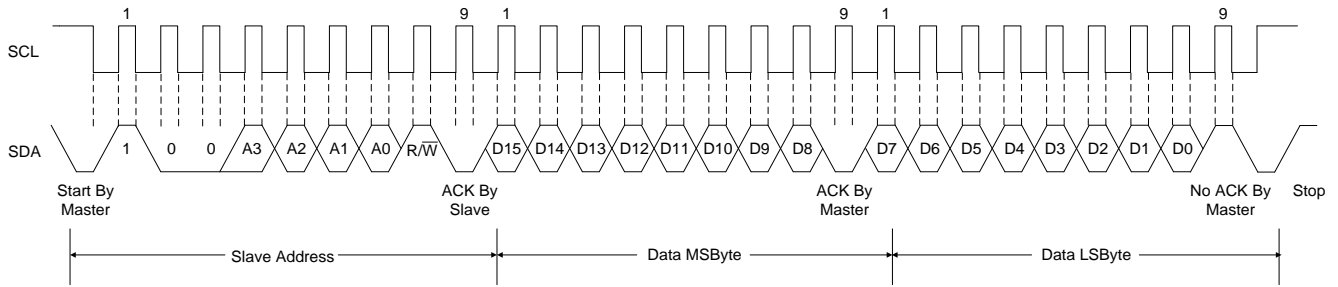 1 9 1 9 1 9
SCL
SDA 1 0 0 A3 A2 A1 A0 R/W̅ D15 D14 D13 D12 D11 D10 D9 D8 D7 D6 D5 D4 D3 D2 D1 D0
Start By ACK By ACK By No ACK By Stop
Master Slave Master Master
Slave Address Data MSByte Data LSByte